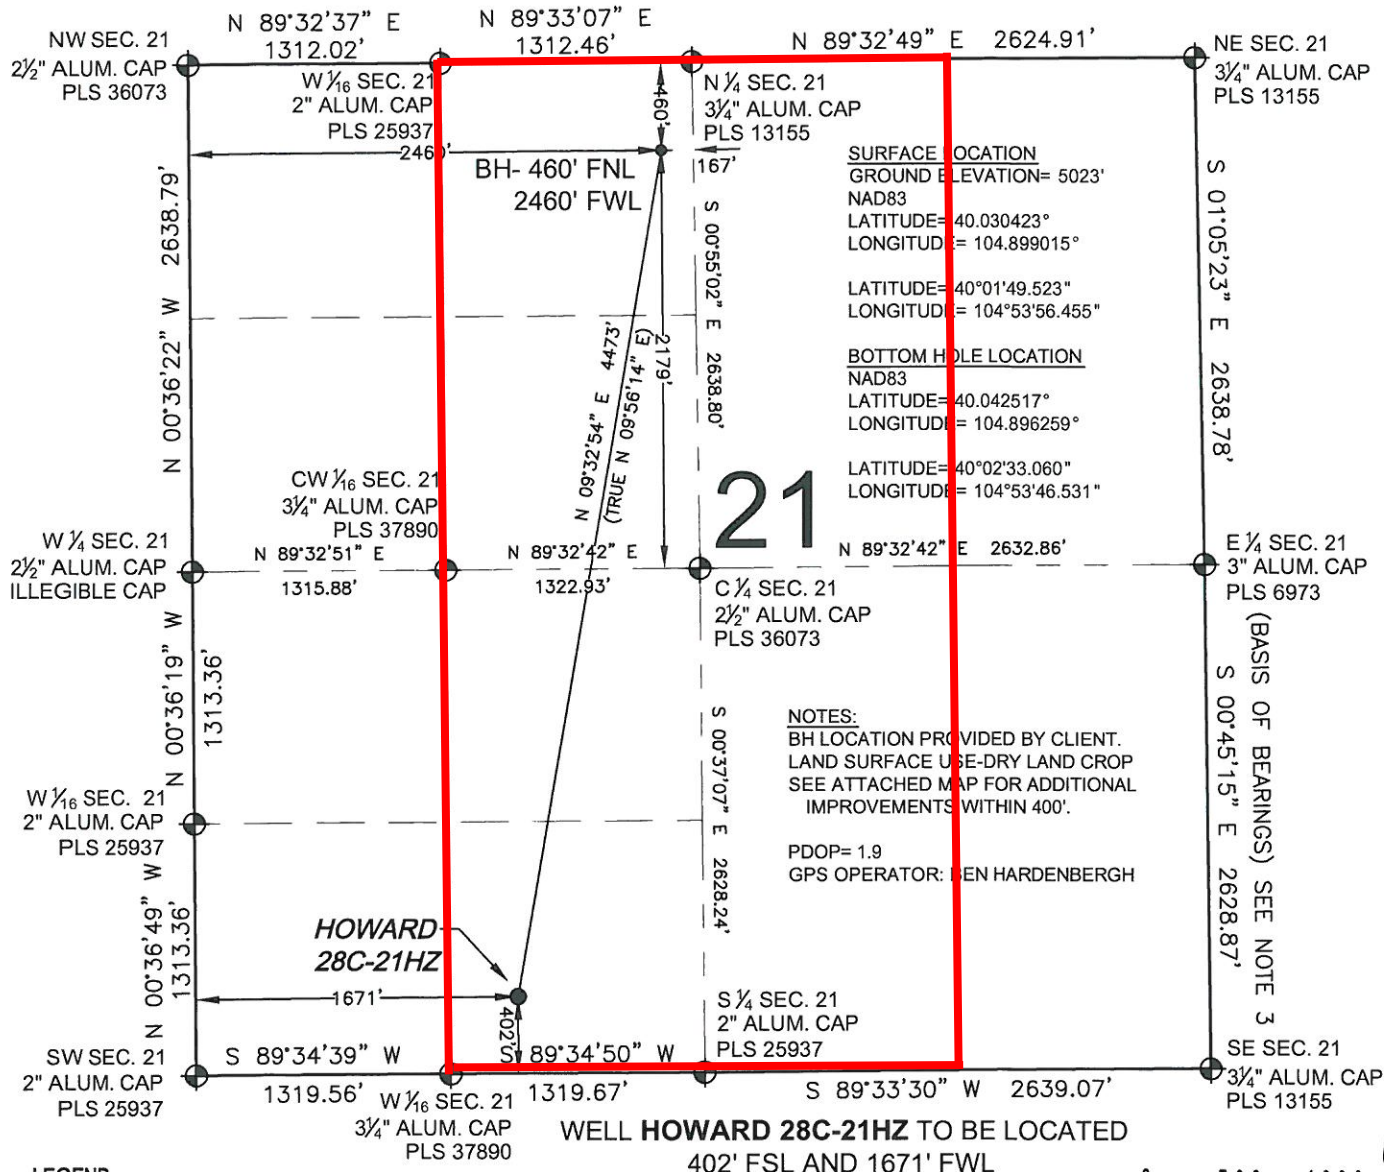 N 89°32'37" E
1312.02'
N 89°33'07" E
1312.46'
N 89°32'49" E 2624.91'
NW SEC. 21
2½" ALUM. CAP
PLS 36073
W ⅟16 SEC. 21
2" ALUM. CAP
PLS 25937
N ¼ SEC. 21
3¼" ALUM. CAP
PLS 13155
NE SEC. 21
3¼" ALUM. CAP
PLS 13155
460'
2460'
167'
BH- 460' FNL
2460' FWL
SURFACE LOCATION
GROUND ELEVATION= 5023'
NAD83
LATITUDE= 40.030423°
LONGITUDE= 104.899015°
LATITUDE= 40°01'49.523"
LONGITUDE= 104°53'56.455"
BOTTOM HOLE LOCATION
NAD83
LATITUDE= 40.042517°
LONGITUDE= 104.896259°
LATITUDE= 40°02'33.060"
LONGITUDE= 104°53'46.531"
N 00°36'22" W 2638.79'
S 00°55'02" E 2638.80'
S 01°05'23" E 2638.78'
N 09°32'54" E 4473'
(TRUE N 09°56'14" E)
2179'
21
CW ⅟16 SEC. 21
3¼" ALUM. CAP
PLS 37890
W ¼ SEC. 21
2½" ALUM. CAP
ILLEGIBLE CAP
N 89°32'51" E
1315.88'
N 89°32'42" E
1322.93'
N 89°32'42" E 2632.86'
C ¼ SEC. 21
2½" ALUM. CAP
PLS 36073
E ¼ SEC. 21
3" ALUM. CAP
PLS 6973
N 00°36'19" W
1313.36'
S 00°37'07" E 2628.24'
S 00°45'15" E 2628.87'
(BASIS OF BEARINGS) SEE NOTE 3
NOTES:
BH LOCATION PROVIDED BY CLIENT.
LAND SURFACE USE-DRY LAND CROP
SEE ATTACHED MAP FOR ADDITIONAL
IMPROVEMENTS WITHIN 400'.
PDOP= 1.9
GPS OPERATOR: BEN HARDENBERGH
W ⅟16 SEC. 21
2" ALUM. CAP
PLS 25937
N 00°36'49" W
1313.36'
HOWARD
28C-21HZ
1671'
402'
S ¼ SEC. 21
2" ALUM. CAP
PLS 25937
SW SEC. 21
2" ALUM. CAP
PLS 25937
S 89°34'39" W
1319.56'
S 89°34'50" W
1319.67'
S 89°33'30" W 2639.07'
SE SEC. 21
3¼" ALUM. CAP
PLS 13155
W ⅟16 SEC. 21
3¼" ALUM. CAP
PLS 37890
WELL HOWARD 28C-21HZ TO BE LOCATED
402' FSL AND 1671' FWL